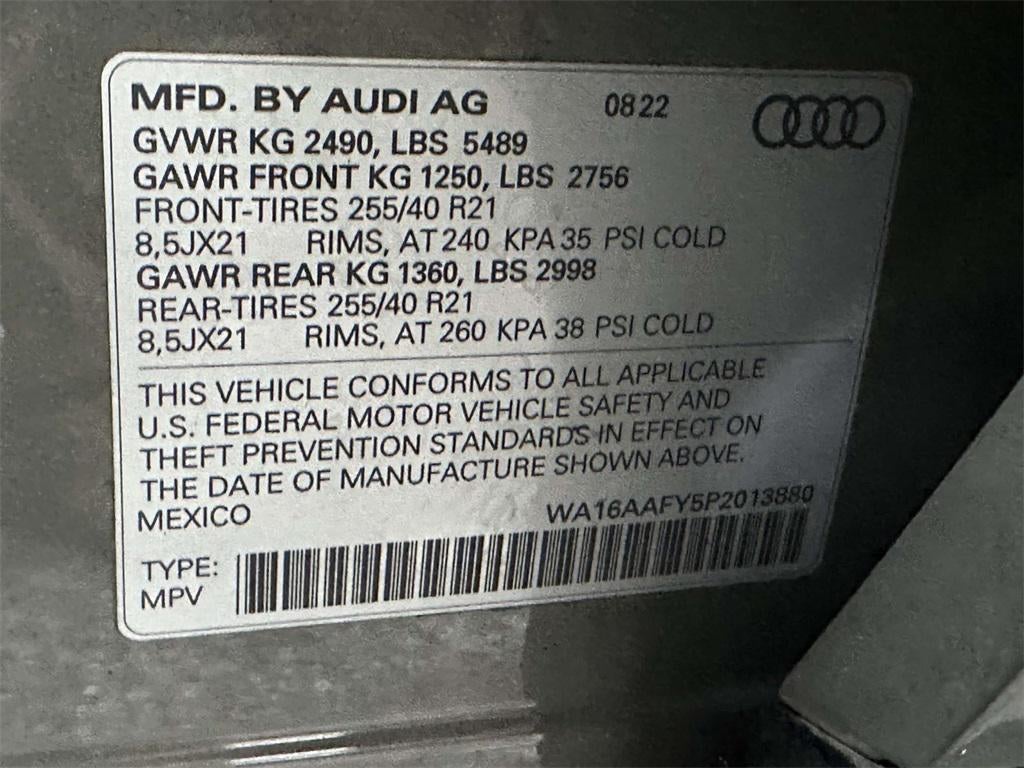 MFD. BY AUDI AG 0822
GVWR KG 2490, LBS 5489
GAWR FRONT KG 1250, LBS 2756
FRONT-TIRES 255/40 R21
8,5JX21 RIMS, AT 240 KPA 35 PSI COLD
GAWR REAR KG 1360, LBS 2998
REAR-TIRES 255/40 R21
8,5JX21 RIMS, AT 260 KPA 38 PSI COLD
THIS VEHICLE CONFORMS TO ALL APPLICABLE
U.S. FEDERAL MOTOR VEHICLE SAFETY AND
THEFT PREVENTION STANDARDS IN EFFECT ON
THE DATE OF MANUFACTURE SHOWN ABOVE.
MEXICO WA16AAFY5P2013880
TYPE:
MPV